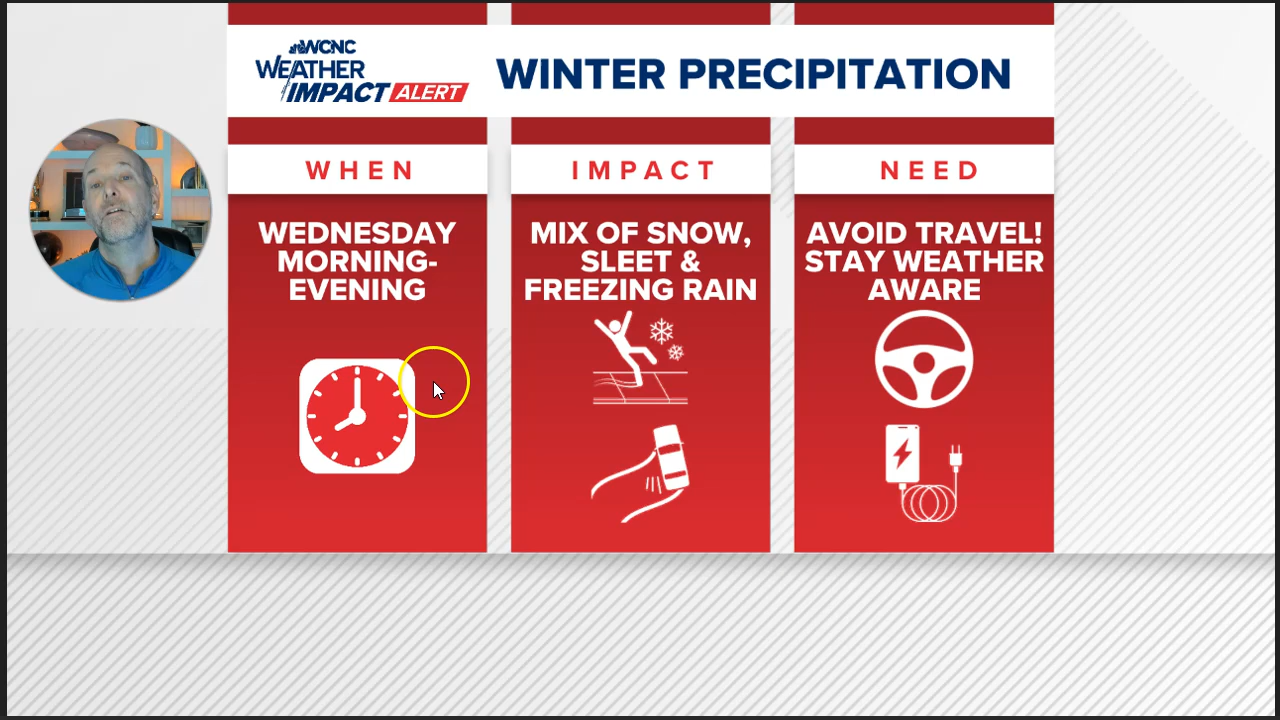 WCNC
WEATHER
IMPACT ALERT
WINTER PRECIPITATION
WHEN
WEDNESDAY
MORNING-
EVENING
IMPACT
MIX OF SNOW,
SLEET &
FREEZING RAIN
NEED
AVOID TRAVEL!
STAY WEATHER
AWARE